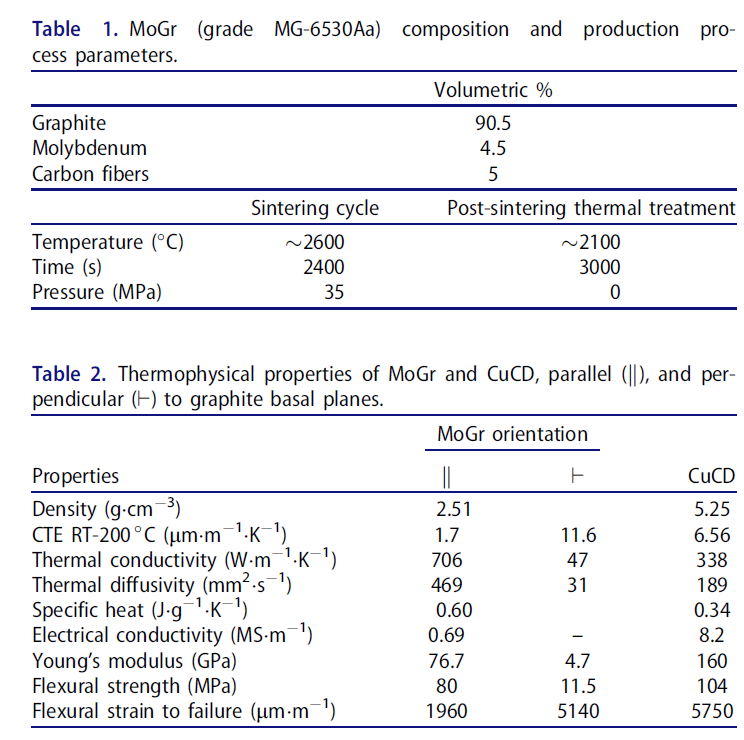 Table 1. MoGr (grade MG-6530Aa) composition and production pro-
cess parameters.
Volumetric %
Graphite 90.5
Molybdenum 4.5
Carbon fibers 5
Sintering cycle Post-sintering thermal treatment
Temperature (°C) ∼2600 ∼2100
Time (s) 2400 3000
Pressure (MPa) 35 0
Table 2. Thermophysical properties of MoGr and CuCD, parallel (||), and per-
pendicular (⊢) to graphite basal planes.
MoGr orientation
Properties || ⊢ CuCD
Density (g·cm⁻³) 2.51 5.25
CTE RT-200 °C (μm·m⁻¹·K⁻¹) 1.7 11.6 6.56
Thermal conductivity (W·m⁻¹·K⁻¹) 706 47 338
Thermal diffusivity (mm²·s⁻¹) 469 31 189
Specific heat (J·g⁻¹·K⁻¹) 0.60 0.34
Electrical conductivity (MS·m⁻¹) 0.69 – 8.2
Young's modulus (GPa) 76.7 4.7 160
Flexural strength (MPa) 80 11.5 104
Flexural strain to failure (μm·m⁻¹) 1960 5140 5750